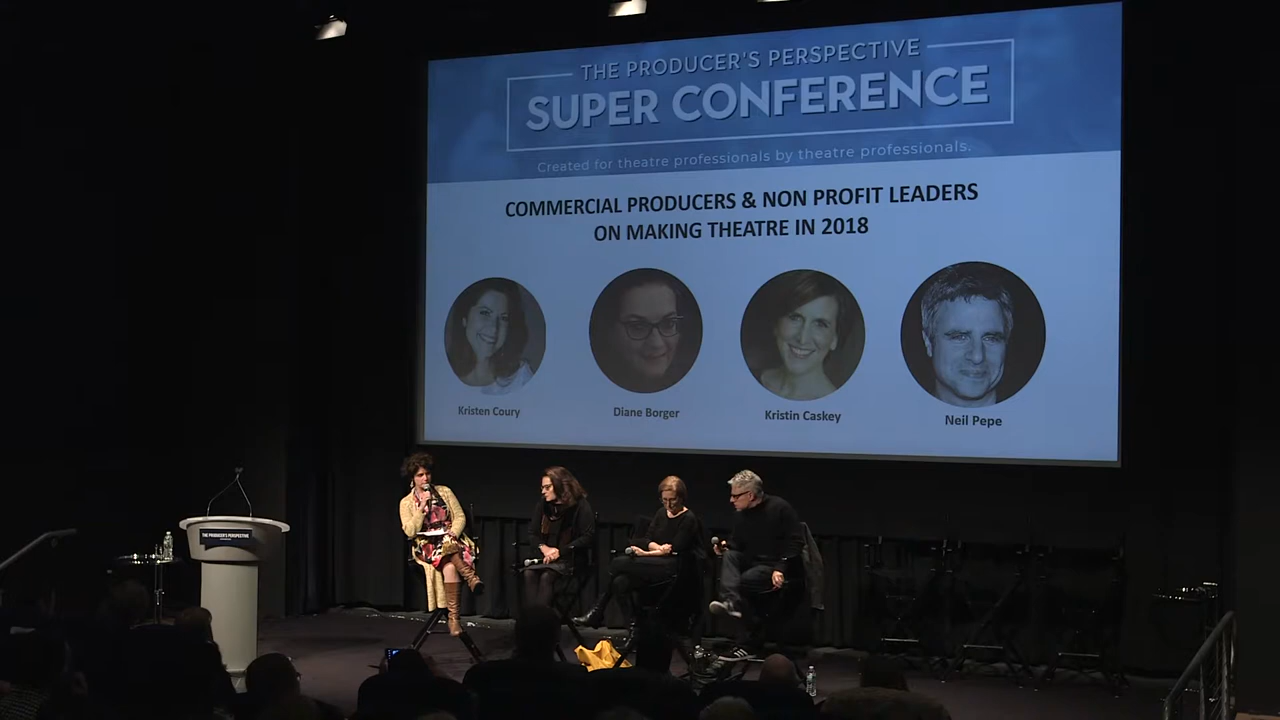 THE PRODUCER'S PERSPECTIVE
SUPER CONFERENCE
Created for theatre professionals by theatre professionals.
COMMERCIAL PRODUCERS & NON PROFIT LEADERS
ON MAKING THEATRE IN 2018
Kristen Coury
Diane Borger
Kristin Caskey
Neil Pepe
THE PRODUCER'S PERSPECTIVE